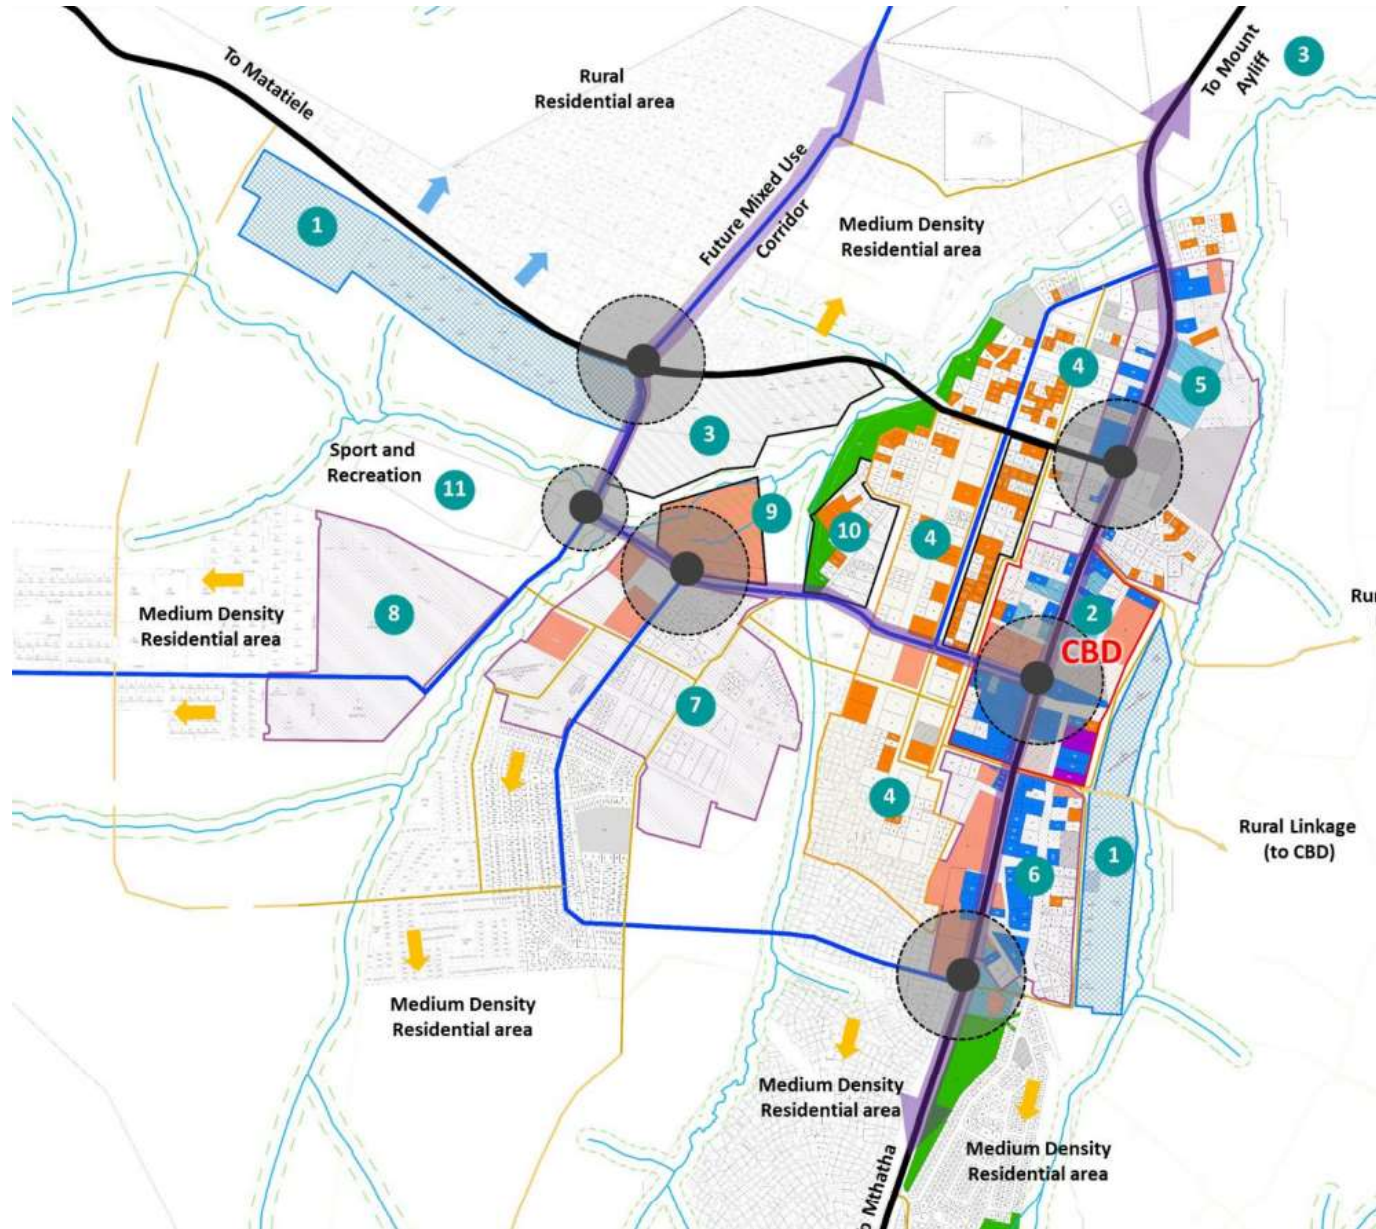 3
To Mount
Ayliff
To Matatiele
Rural
Residential area
Future Mixed Use
Corridor
1
Medium Density
Residential area
4
5
3
Sport and
Recreation
11
9
10
4
2
CBD
8
Medium Density
Residential area
7
4
6
1
Rural Linkage
(to CBD)
Medium Density
Residential area
Medium Density
Residential area
Medium Density
Residential area
Mthatha